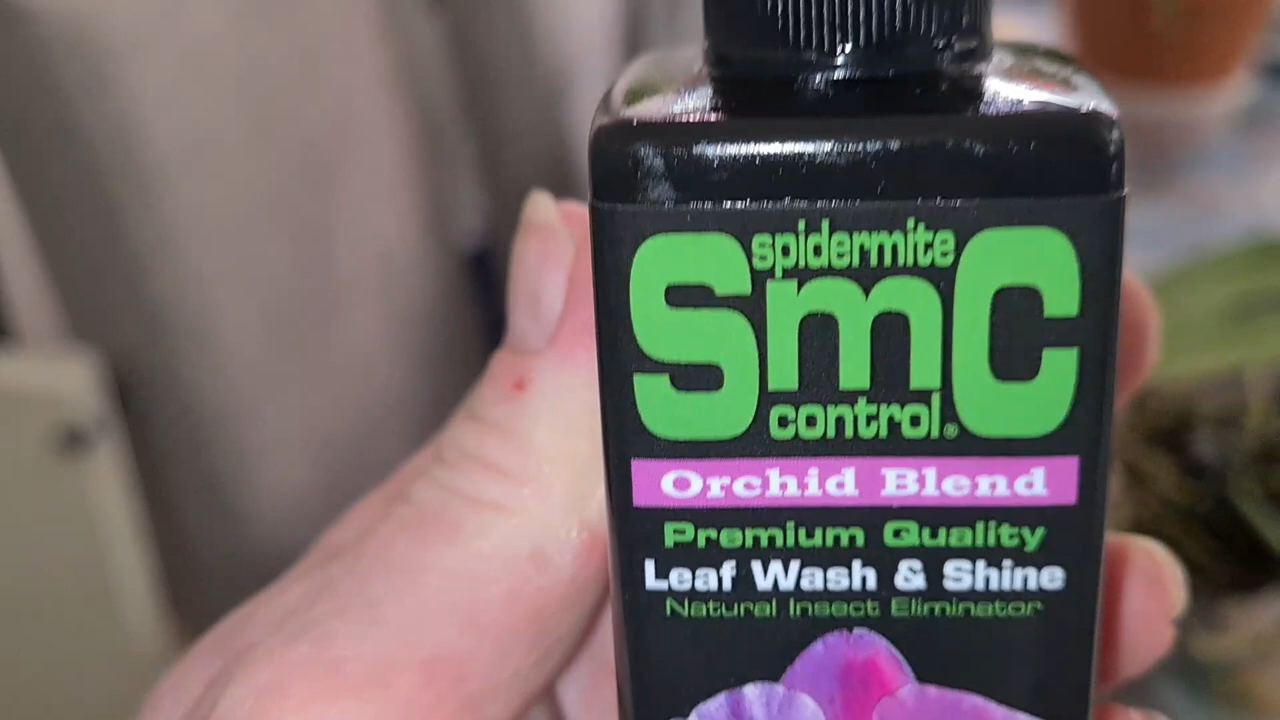 spidermite
SmC
control®
Orchid Blend
Premium Quality
Leaf Wash & Shine
Natural Insect Eliminator